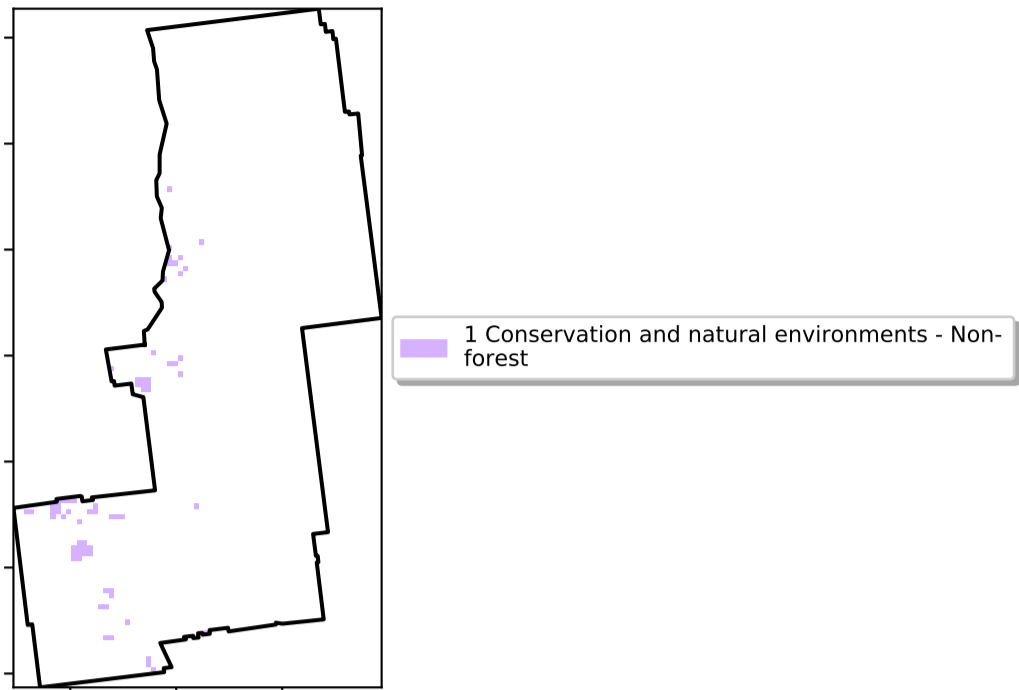 1 Conservation and natural environments - Non-
forest